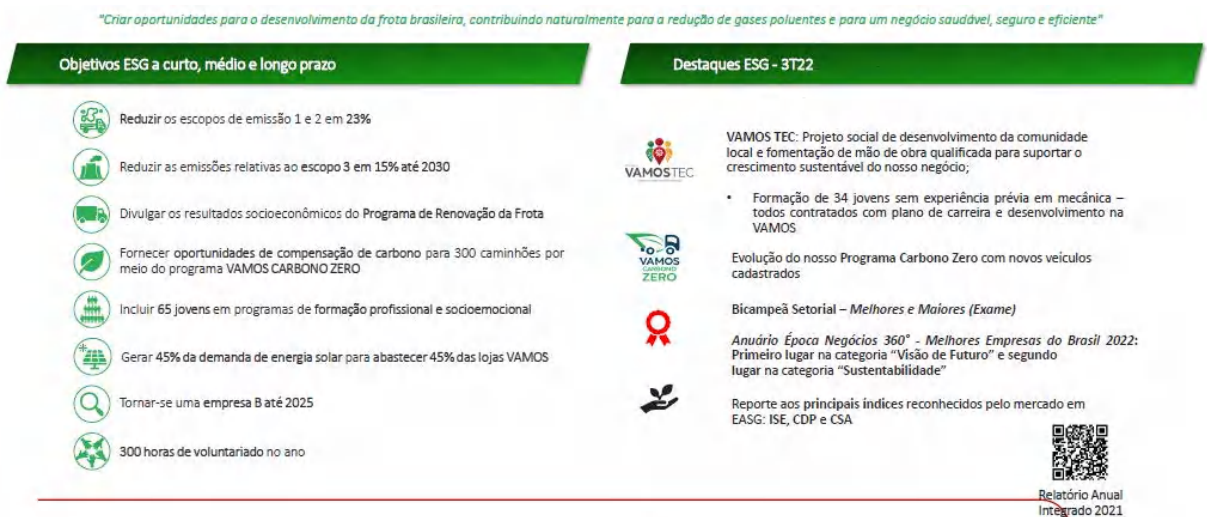 "Criar oportunidades para o desenvolvimento da frota brasileira, contribuindo naturalmente para a redução de gases poluentes e para um negócio saudável, seguro e eficiente"
Objetivos ESG a curto, médio e longo prazo
Reduzir os escopos de emissão 1 e 2 em 23%
Reduzir as emissões relativas ao escopo 3 em 15% até 2030
Divulgar os resultados socioeconômicos do Programa de Renovação da Frota
Fornecer oportunidades de compensação de carbono para 300 caminhões por
meio do programa VAMOS CARBONO ZERO
Incluir 65 jovens em programas de formação profissional e socioemocional
Gerar 45% da demanda de energia solar para abastecer 45% das lojas VAMOS
Tornar-se uma empresa B até 2025
300 horas de voluntariado no ano
Destaques ESG - 3T22
VAMOSTEC
VAMOS TEC: Projeto social de desenvolvimento da comunidade
local e fomentação de mão de obra qualificada para suportar o
crescimento sustentável do nosso negócio;
• Formação de 34 jovens sem experiência prévia em mecânica –
todos contratados com plano de carreira e desenvolvimento na
VAMOS
VAMOS
CARBONO
ZERO
Evolução do nosso Programa Carbono Zero com novos veículos
cadastrados
Bicampeã Setorial – Melhores e Maiores (Exame)
Anuário Época Negócios 360° - Melhores Empresas do Brasil 2022:
Primeiro lugar na categoria “Visão de Futuro” e segundo
lugar na categoria “Sustentabilidade”
Reporte aos principais índices reconhecidos pelo mercado em
EASG: ISE, CDP e CSA
Relatório Anual
Integrado 2021